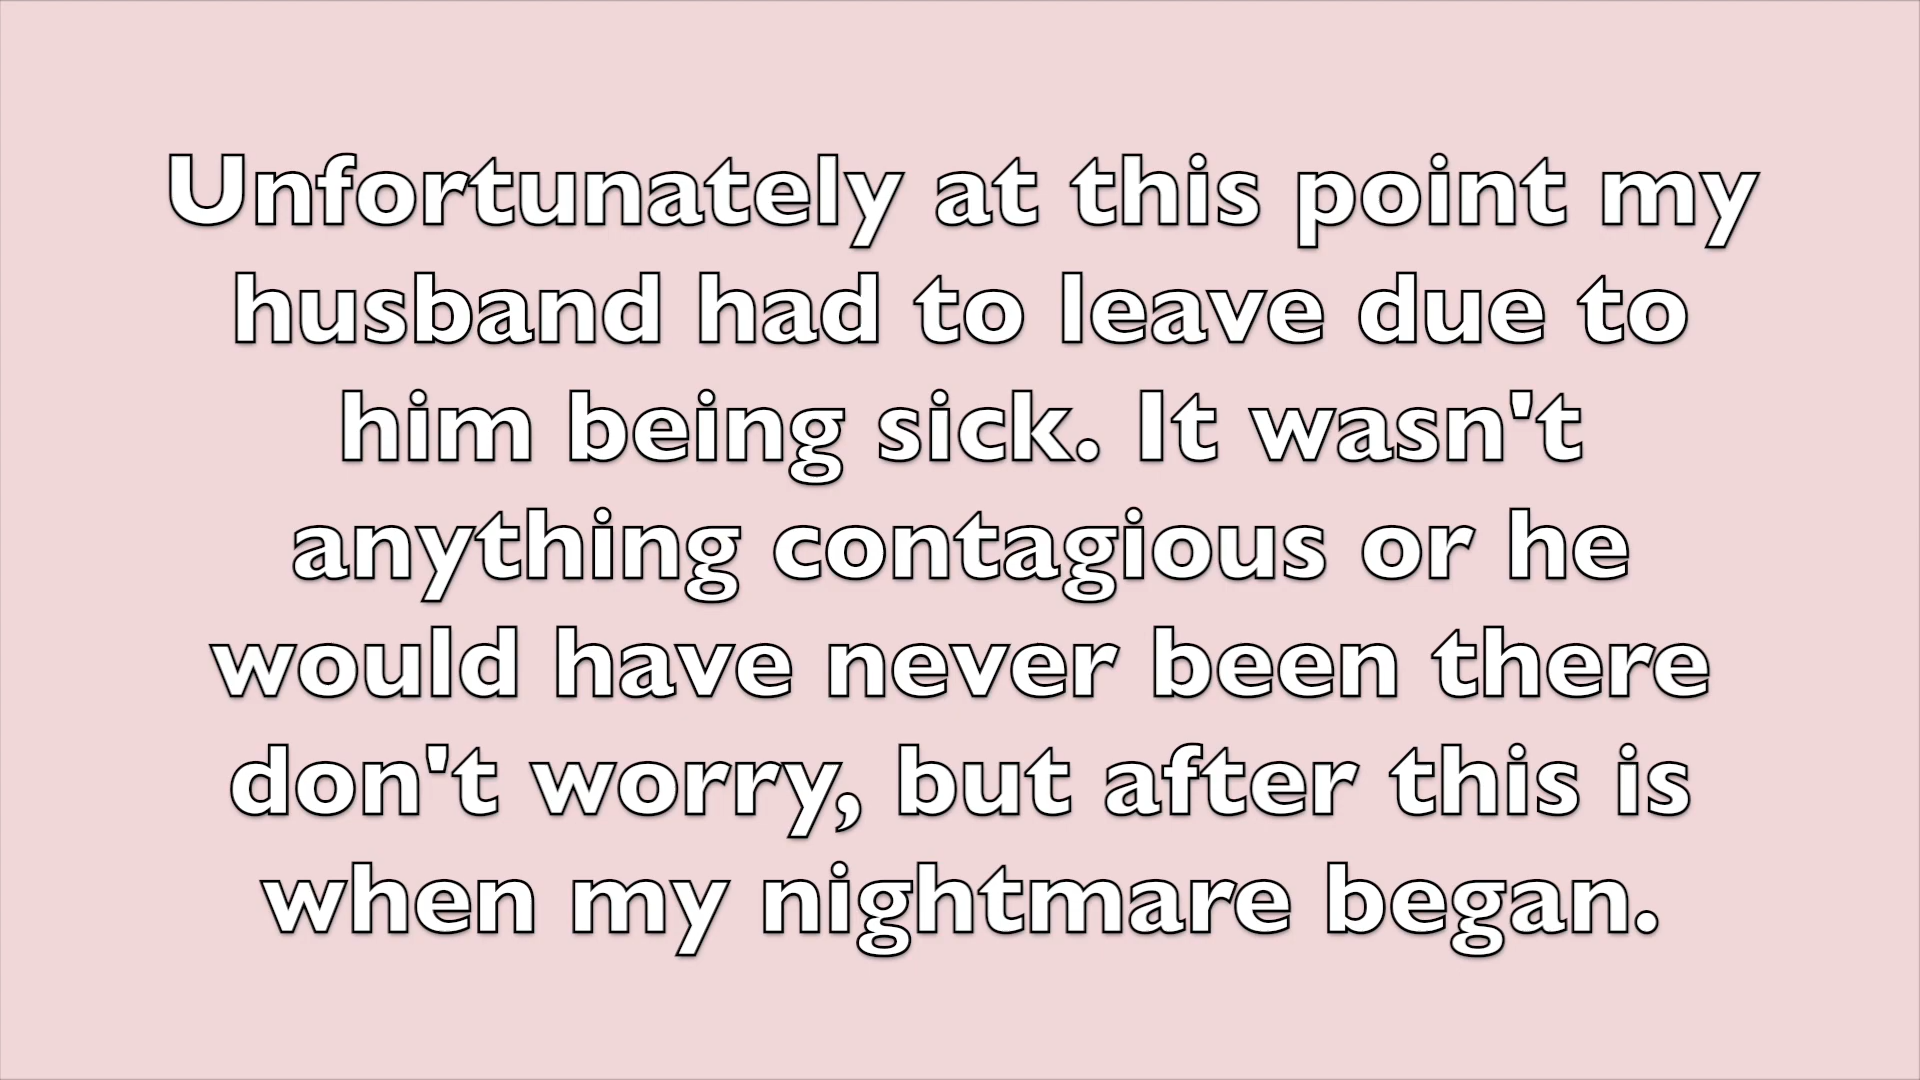 Unfortunately at this point my
husband had to leave due to
him being sick. It wasn't
anything contagious or he
would have never been there
don't worry, but after this is
when my nightmare began.